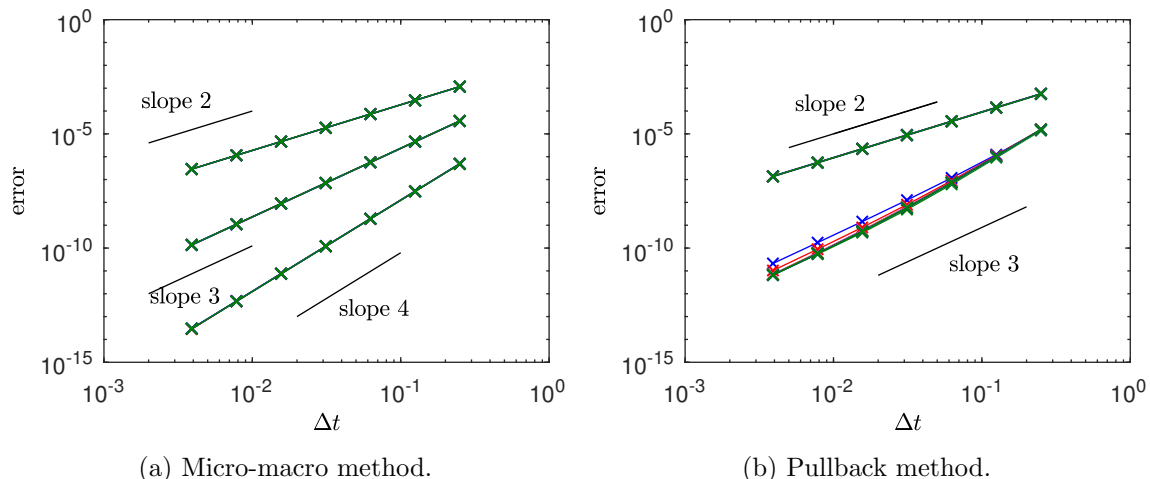 10^0
10^-5
10^-10
10^-15
error
slope 2
slope 3
slope 4
10^-3
10^-2
10^-1
10^0
Δt
(a) Micro-macro method.
10^0
10^-5
10^-10
10^-15
error
slope 2
slope 3
10^-3
10^-2
10^-1
10^0
Δt
(b) Pullback method.